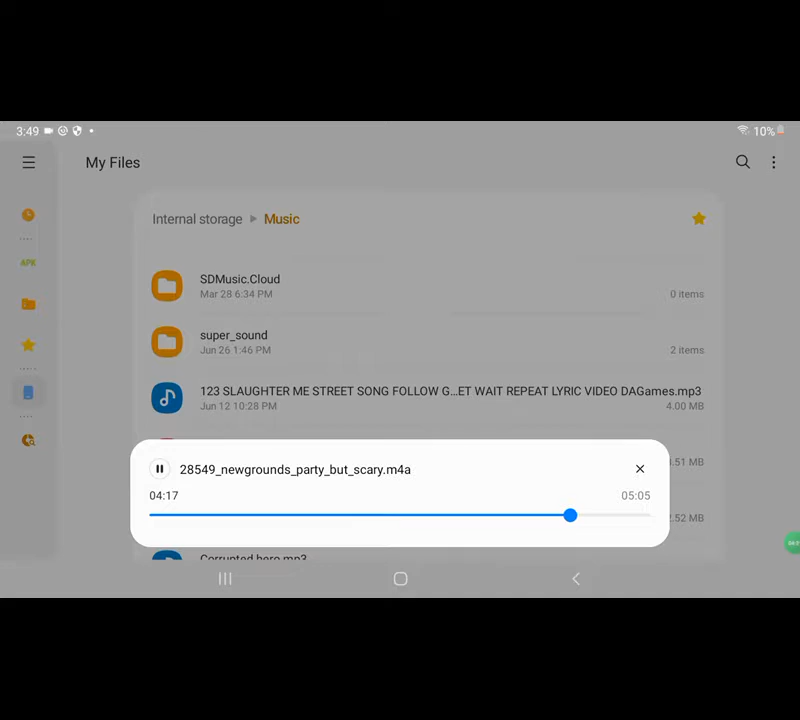 3:49
10%
My Files
Internal storage ▶ Music
APK
SDMusic.Cloud
Mar 28 6:34 PM
0 items
super_sound
Jun 26 1:46 PM
2 items
123 SLAUGHTER ME STREET SONG FOLLOW G...ET WAIT REPEAT LYRIC VIDEO DAGames.mp3
Jun 12 10:28 PM
4.00 MB
.51 MB
28549_newgrounds_party_but_scary.m4a
04:17
05:05
2.52 MB
Corrupted hero.mp3